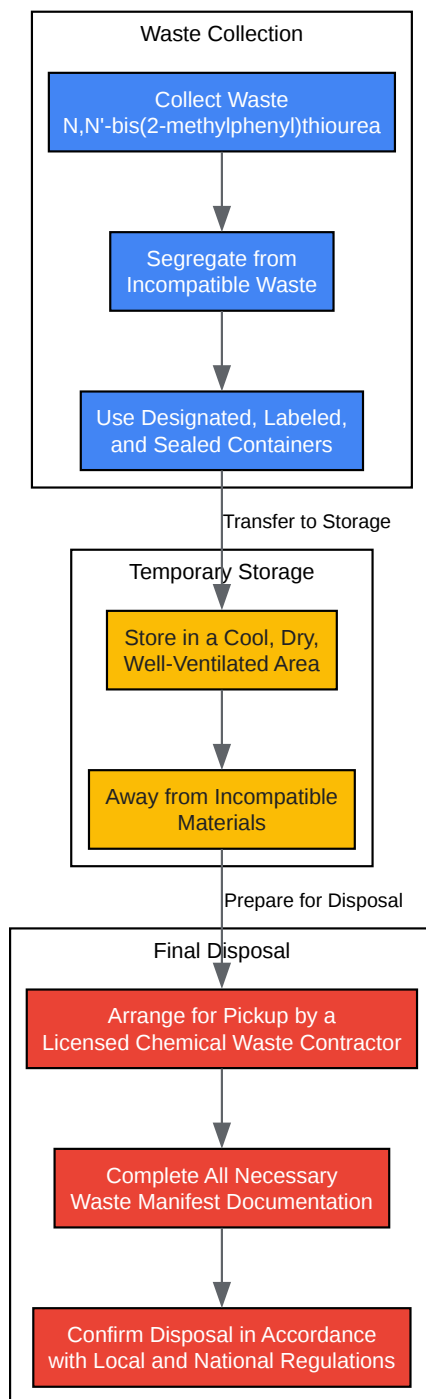 Waste Collection
Collect Waste
N,N'-bis(2-methylphenyl)thiourea
Segregate from
Incompatible Waste
Use Designated, Labeled,
and Sealed Containers
Transfer to Storage
Temporary Storage
Store in a Cool, Dry,
Well-Ventilated Area
Away from Incompatible
Materials
Prepare for Disposal
Final Disposal
Arrange for Pickup by a
Licensed Chemical Waste Contractor
Complete All Necessary
Waste Manifest Documentation
Confirm Disposal in Accordance
with Local and National Regulations